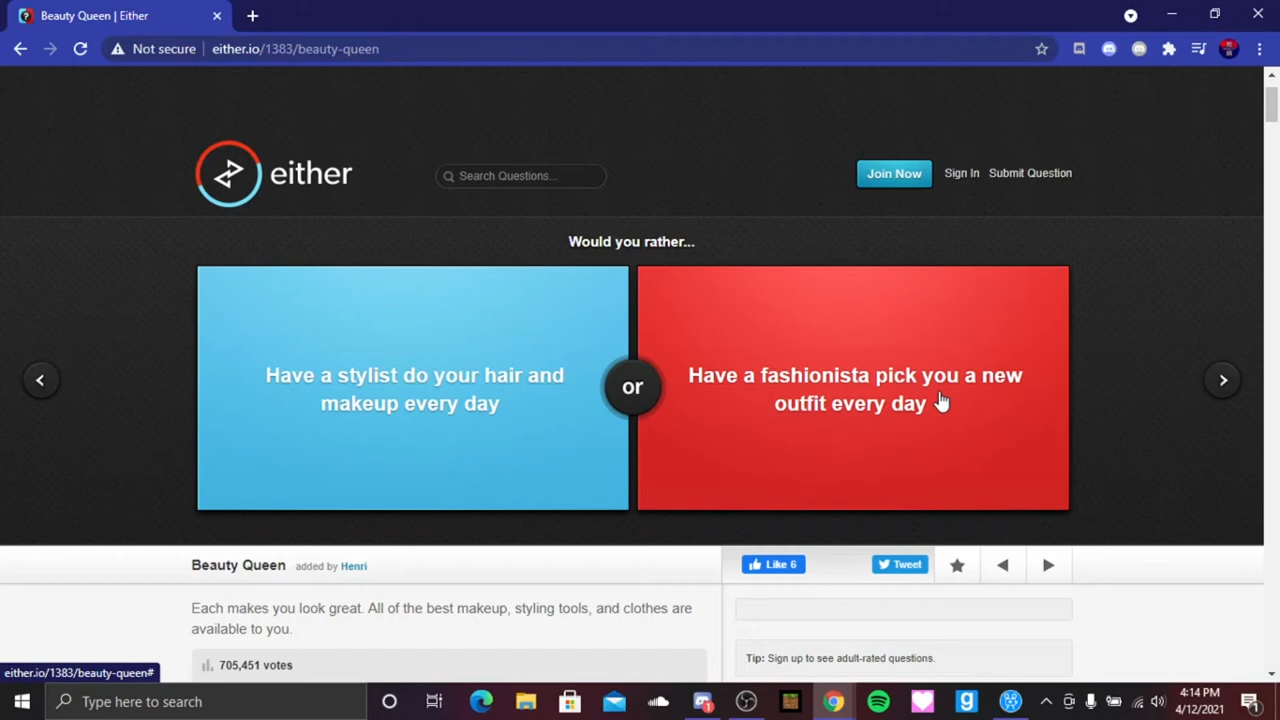 Beauty Queen | Either
Not secure
either.io/1383/beauty-queen
either
Search Questions...
Join Now
Sign In
Submit Question
Would you rather...
Have a stylist do your hair and
makeup every day
or
Have a fashionista pick you a new
outfit every day
Beauty Queen
added by Henri
Like 6
Tweet
Each makes you look great. All of the best makeup, styling tools, and clothes are
available to you.
705,451 votes
Tip: Sign up to see adult-rated questions.
either.io/1383/beauty-queen#
Type here to search
4:14 PM
4/12/2021